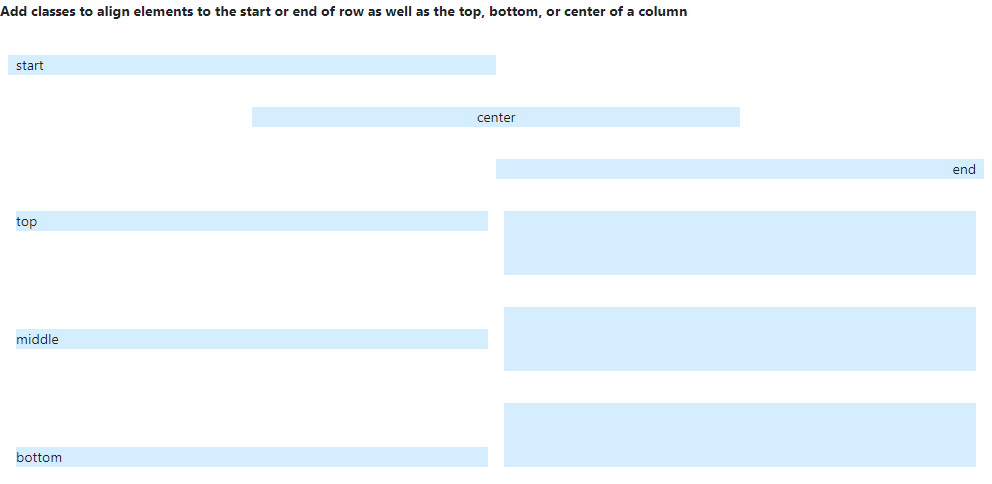 Add classes to align elements to the start or end of row as well as the top, bottom, or center of a column
start
center
end
top
middle
bottom